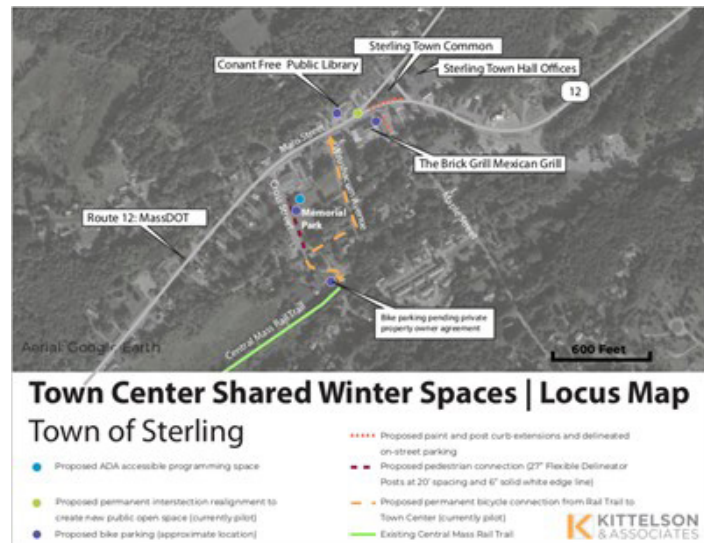 Sterling Town Common
Conant Free Public Library
Sterling Town Hall Offices
12
Main Street
The Brick Grill Mexican Grill
Memorial
Park
Route 12: MassDOT
Bike parking pending private
property owner agreement
Central Mass Rail Trail
Aerial: Google Earth
600 Feet
Town Center Shared Winter Spaces | Locus Map
Town of Sterling
Proposed ADA accessible programming space
Proposed permanent interstection realignment to
create new public open space (currently pilot)
Proposed bike parking (approximate location)
Proposed paint and post curb extensions and delineated
on-street parking
Proposed pedestrian connection (27" Flexible Delineator
Posts at 20' spacing and 6" solid white edge line)
Proposed permanent bicycle connection from Rail Trail to
Town Center (currently pilot)
Existing Central Mass Rail Trail
KITTELSON
& ASSOCIATES